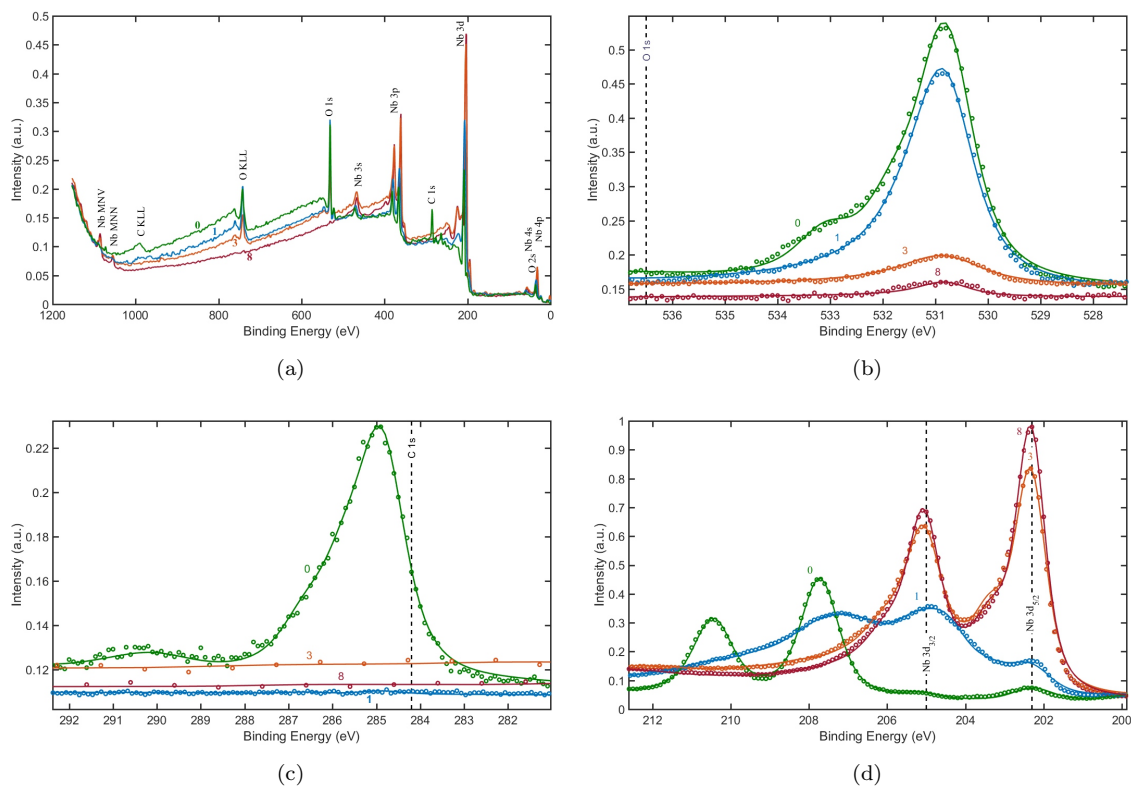 0.5
0.45
0.4
0.35
0.3
0.25
0.2
0.15
0.1
0.05
0
Intensity (a.u.)
1200 1000 800 600 400 200 0
Binding Energy (eV)
Nb MNV
Nb MNN
C KLL
O KLL
O 1s
Nb 3s
Nb 3p
C 1s
Nb 3d
O 2s
Nb 4s
Nb 4p
0
1
3
8
(a)
0.5
0.45
0.4
0.35
0.3
0.25
0.2
0.15
Intensity (a.u.)
536 535 534 533 532 531 530 529 528
Binding Energy (eV)
O 1s
0
1
3
8
(b)
0.22
0.2
0.18
0.16
0.14
0.12
Intensity (a.u.)
292 291 290 289 288 287 286 285 284 283 282
Binding Energy (eV)
C 1s
0
3
8
1
(c)
1
0.9
0.8
0.7
0.6
0.5
0.4
0.3
0.2
0.1
0
Intensity (a.u.)
212 210 208 206 204 202 200
Binding Energy (eV)
8
3
0
1
Nb 3d3/2
Nb 3d5/2
(d)